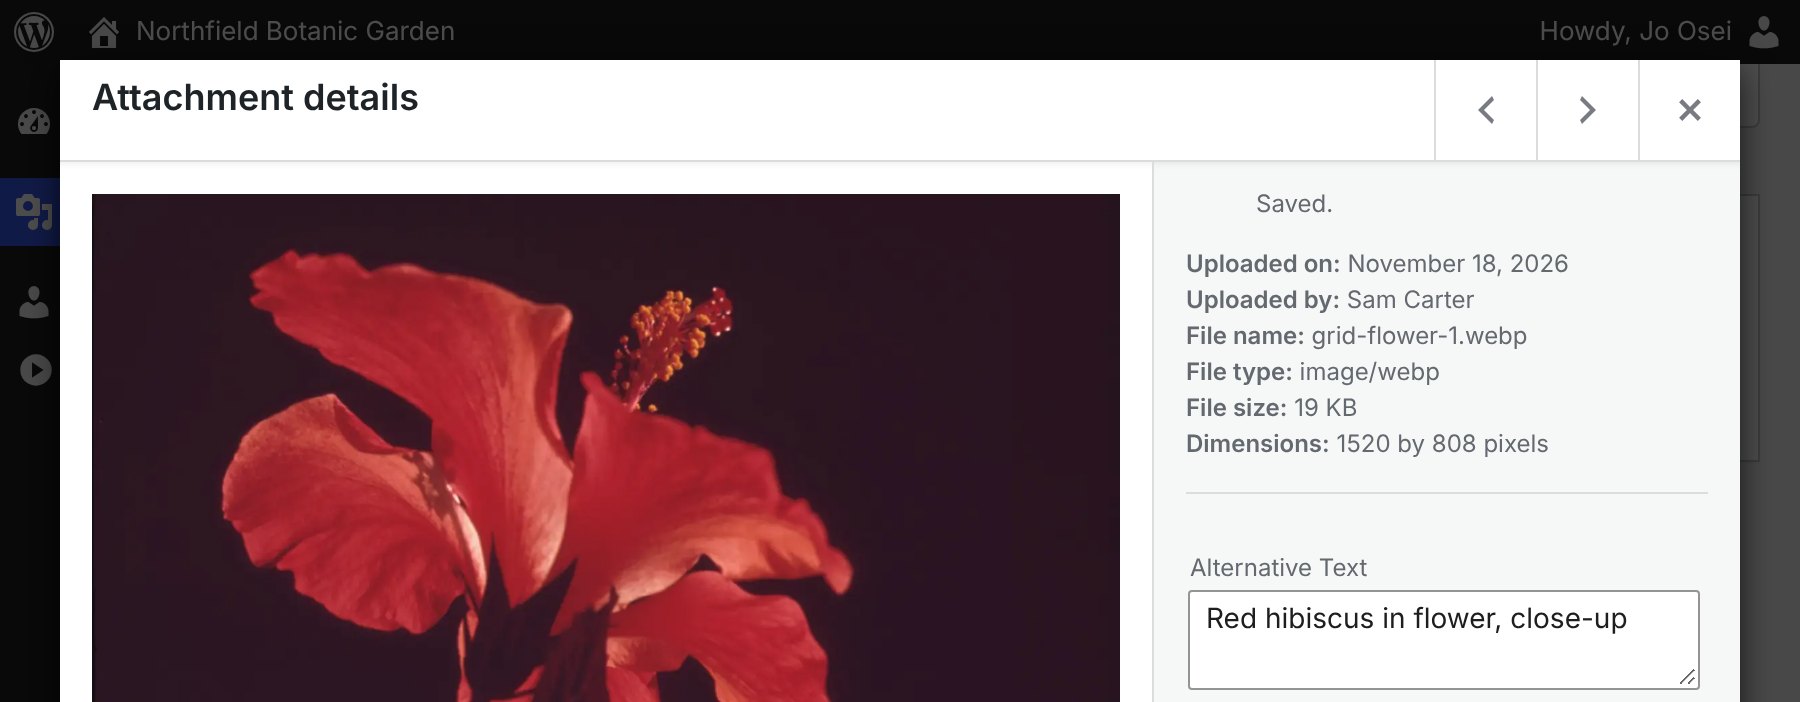 Northfield Botanic Garden
Howdy, Jo Osei
Attachment details
Saved.
Uploaded on: November 18, 2026
Uploaded by: Sam Carter
File name: grid-flower-1.webp
File type: image/webp
File size: 19 KB
Dimensions: 1520 by 808 pixels
Alternative Text
Red hibiscus in flower, close-up